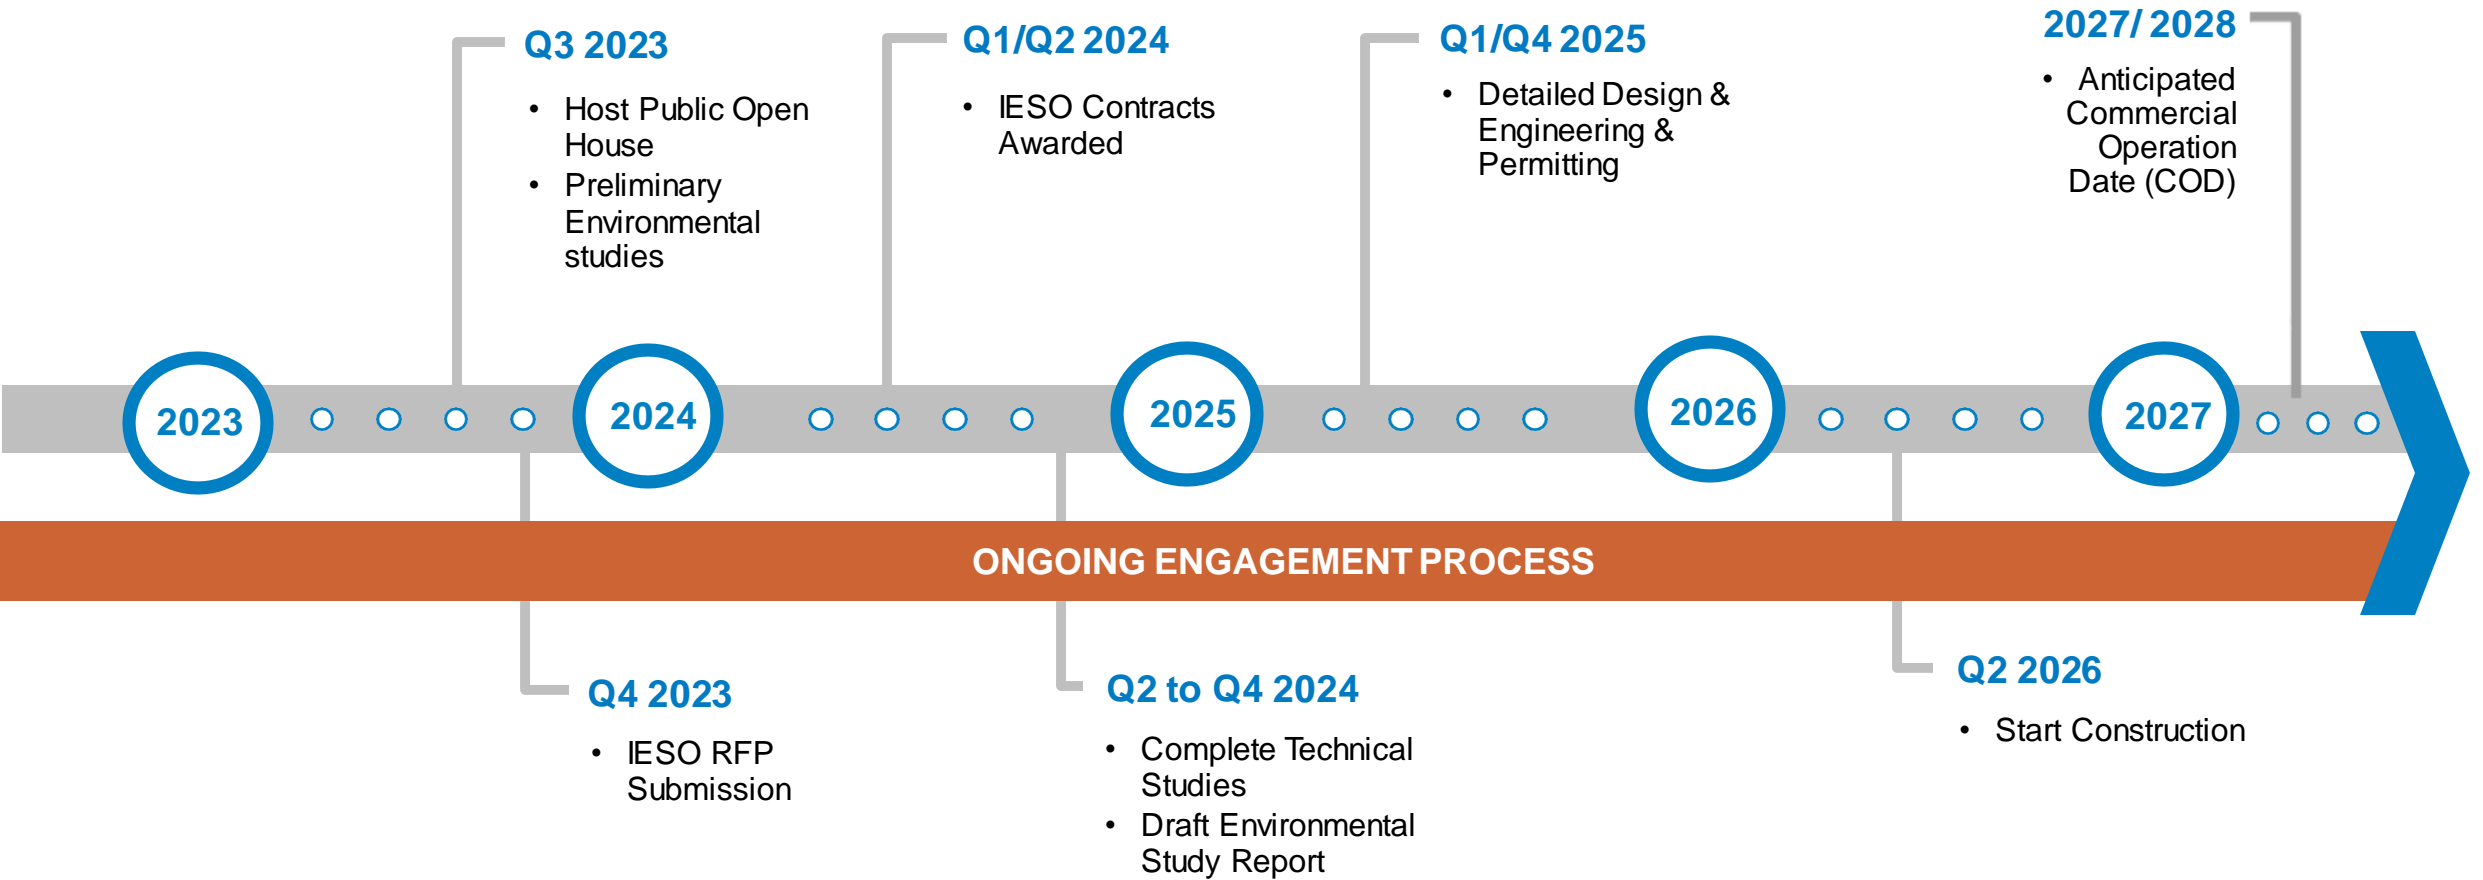 Q3 2023
• Host Public Open
House
• Preliminary
Environmental
studies
Q1/Q2 2024
• IESO Contracts
Awarded
Q1/Q4 2025
• Detailed Design &
Engineering &
Permitting
2027/ 2028
• Anticipated
Commercial
Operation
Date (COD)
2023
2024
2025
2026
2027
ONGOING ENGAGEMENT PROCESS
Q4 2023
• IESO RFP
Submission
Q2 to Q4 2024
• Complete Technical
Studies
• Draft Environmental
Study Report
Q2 2026
• Start Construction